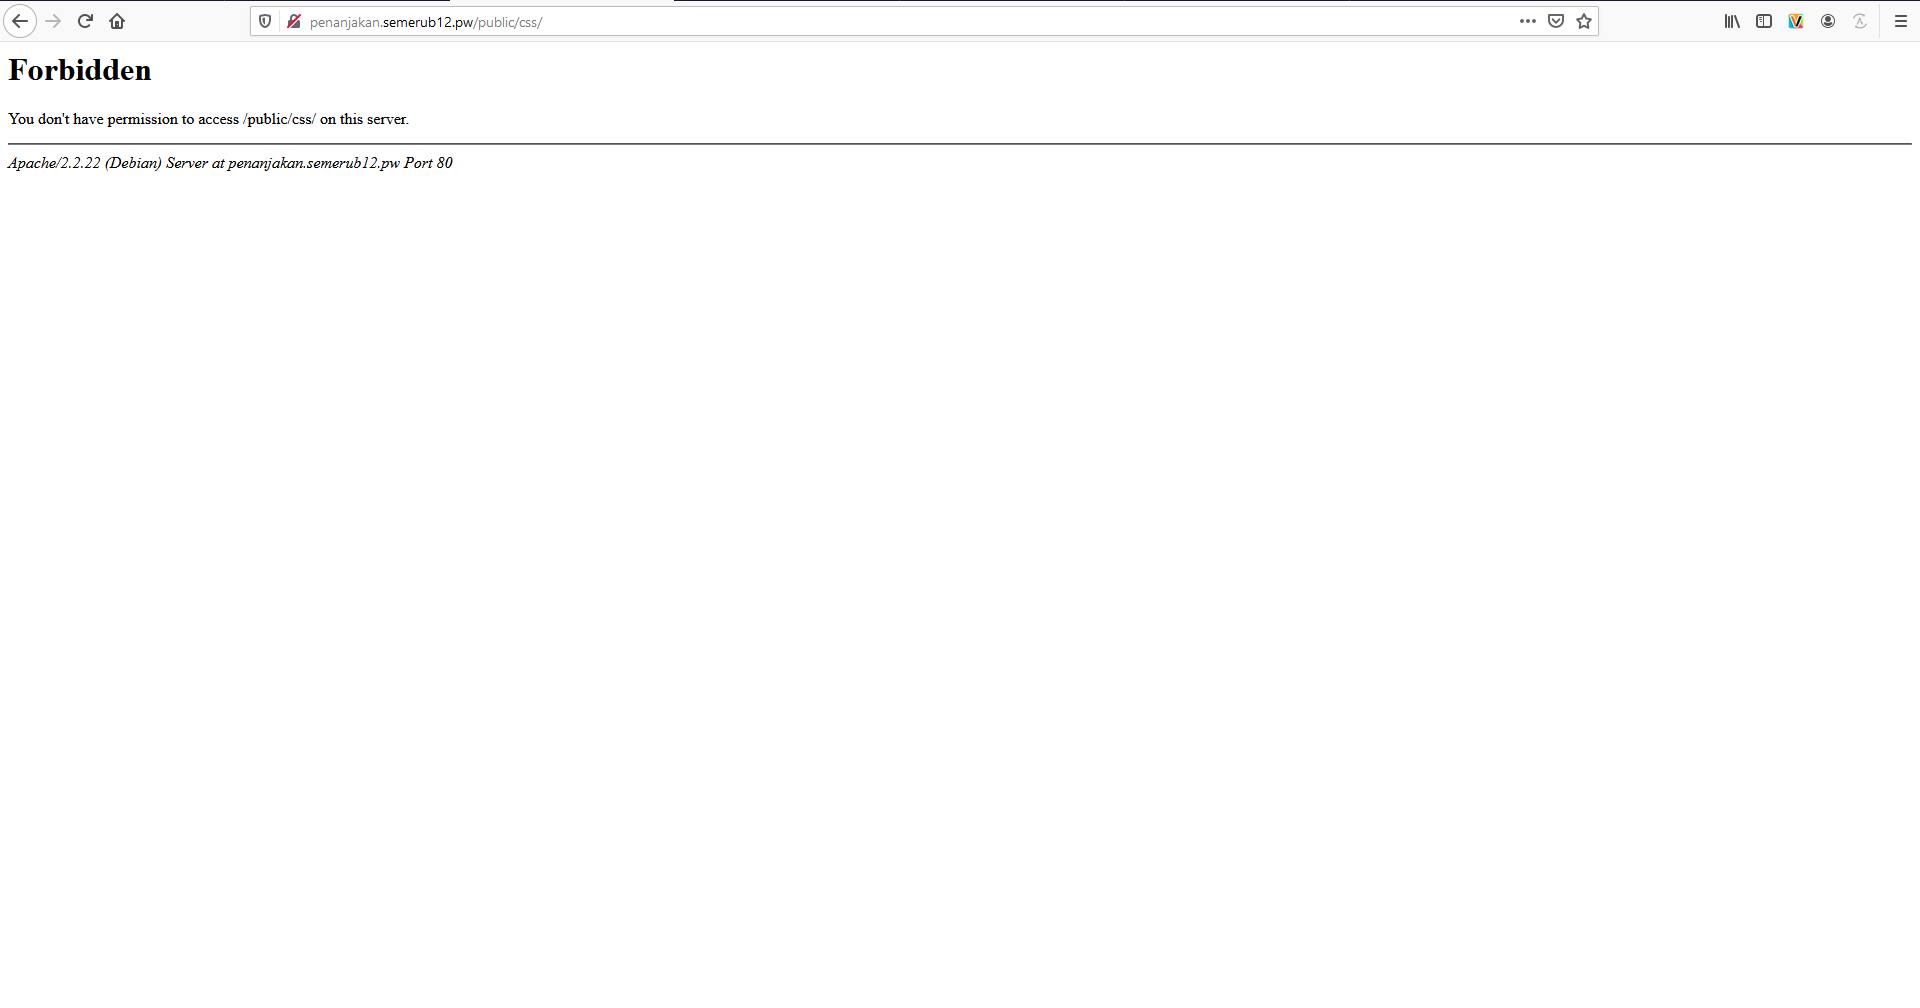 penanjakan.semerub12.pw/public/css/
Forbidden
You don't have permission to access /public/css/ on this server.
Apache/2.2.22 (Debian) Server at penanjakan.semerub12.pw Port 80